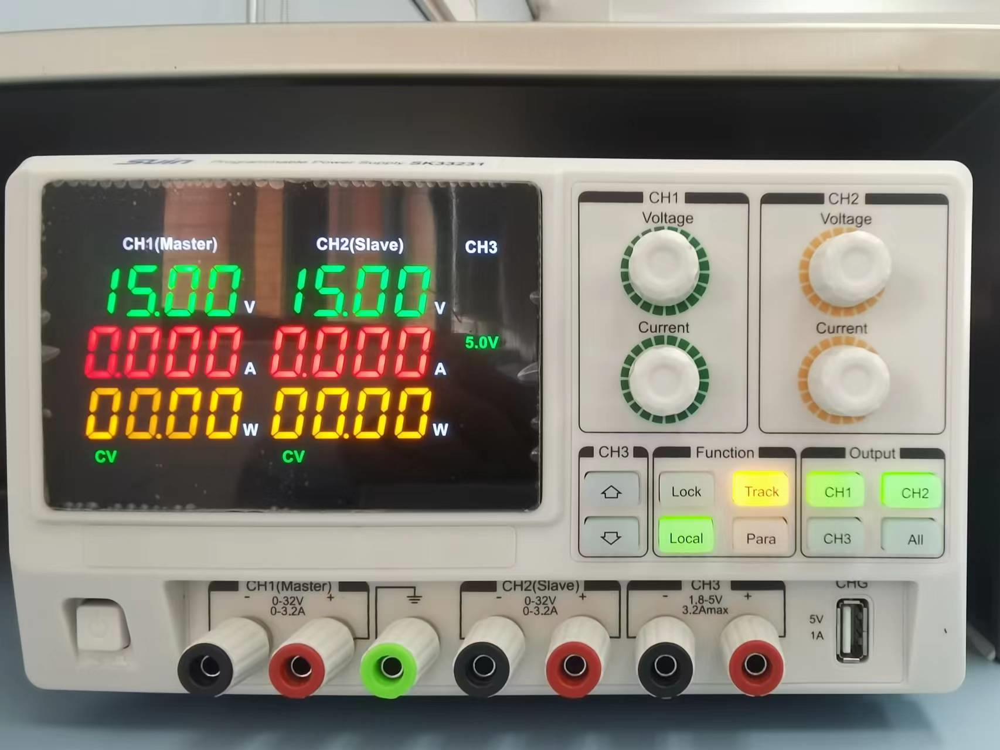 SUIN Programmable Power Supply SK33231
CH1(Master) CH2(Slave) CH3
15.00 V 15.00 V
5.0V
0.000 A 0.000 A
00.00 W 00.00 W
CV CV
CH1
Voltage
Current
CH2
Voltage
Current
CH3
Function
Lock Track
Local Para
Output
CH1 CH2
CH3 All
CH1(Master)
- 0-32V +
0-3.2A
CH2(Slave)
- 0-32V +
0-3.2A
CH3
- 1.8-5V +
3.2Amax
CHG
5V
1A